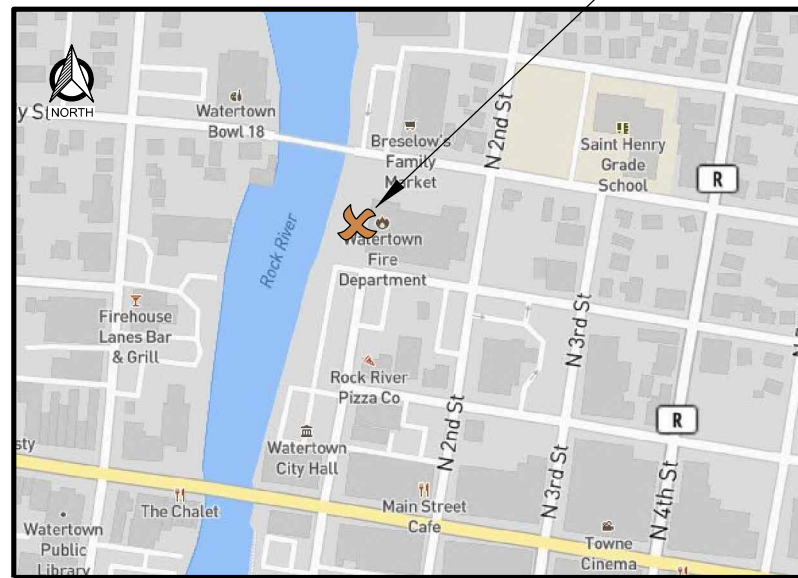 NORTH
y St
Watertown
Bowl 18
Breselow's
Family
Market
N 2nd St
Saint Henry
Grade
School
R
Rock River
Watertown
Fire
Department
Firehouse
Lanes Bar
& Grill
N 3rd St
Rock River
Pizza Co
R
Watertown
City Hall
N 2nd St
sty
N 3rd St
N 4th St
The Chalet
Main Street
Cafe
Watertown
Public
Library
Towne
Cinema